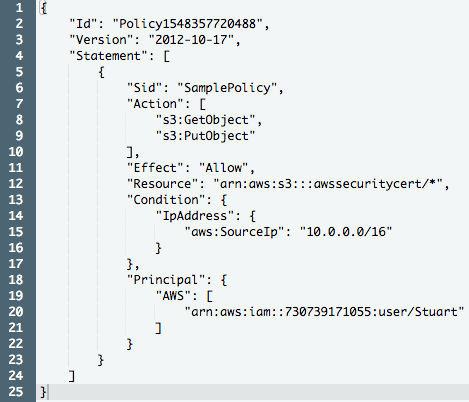 1 {
2     "Id": "Policy1548357720488",
3     "Version": "2012-10-17",
4     "Statement": [
5         {
6             "Sid": "SamplePolicy",
7             "Action": [
8                 "s3:GetObject",
9                 "s3:PutObject"
10             ],
11             "Effect": "Allow",
12             "Resource": "arn:aws:s3:::awssecuritycert/*",
13             "Condition": {
14                 "IpAddress": {
15                     "aws:SourceIp": "10.0.0.0/16"
16                 }
17             },
18             "Principal": {
19                 "AWS": [
20                     "arn:aws:iam::730739171055:user/Stuart"
21                 ]
22             }
23         }
24     ]
25 }